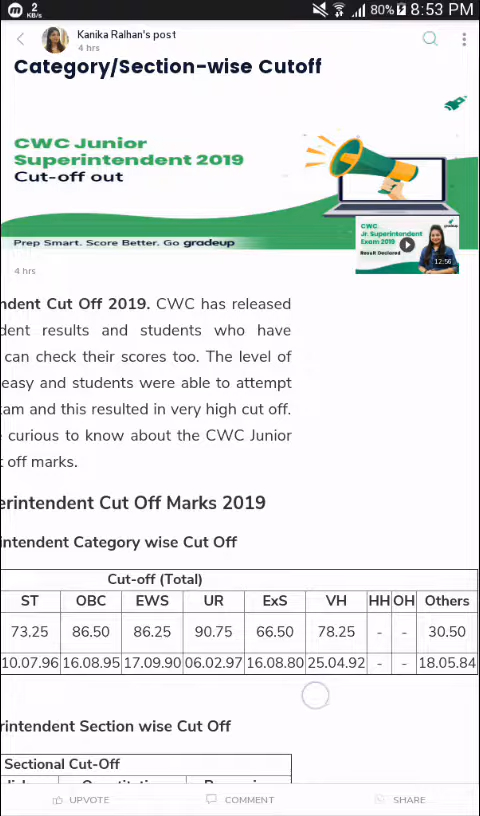 2
KB/s
80% 8:53 PM
Kanika Ralhan's post
4 hrs
Category/Section-wise Cutoff
CWC Junior
Superintendent 2019
Cut-off out
CWC
Jr. Superintendent
Exam 2019
Result Declared
gradeup
12:56
Prep Smart. Score Better. Go gradeup
4 hrs
ndent Cut Off 2019. CWC has released
dent results and students who have
can check their scores too. The level of
easy and students were able to attempt
am and this resulted in very high cut off.
e curious to know about the CWC Junior
t off marks.
erintendent Cut Off Marks 2019
intendent Category wise Cut Off
Cut-off (Total)
ST OBC EWS UR ExS VH HH OH Others
73.25 86.50 86.25 90.75 66.50 78.25 - - 30.50
10.07.96 16.08.95 17.09.90 06.02.97 16.08.80 25.04.92 - - 18.05.84
rintendent Section wise Cut Off
Sectional Cut-Off
UPVOTE COMMENT SHARE